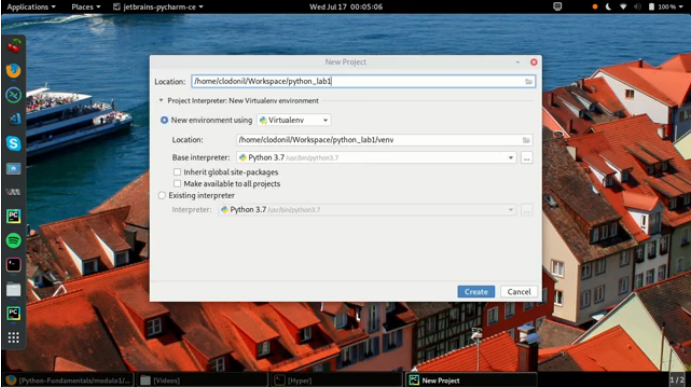 Applications Places jetbrains-pycharm-ce Wed Jul 17 00:05:06 100 %
New Project
Location: /home/clodonil/Workspace/python_lab1
Project Interpreter: New Virtualenv environment
New environment using Virtualenv
Location: /home/clodonil/Workspace/python_lab1/venv
Base interpreter: Python 3.7 /usr/bin/python3.7 ...
Inherit global site-packages
Make available to all projects
Existing interpreter
Interpreter: Python 3.7 /usr/bin/python3.7 ...
Create Cancel
[Python-Fundamentals/modulo1/... [Videos] [Hyper] New Project 1/2